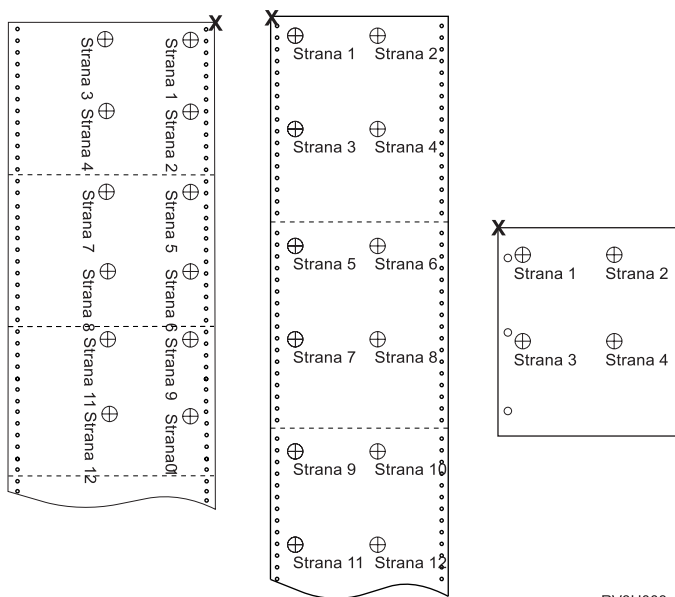 X
Strana 1
Strana 2
Strana 3
Strana 4
Strana 5
Strana 6
Strana 7
Strana 8
Strana 9
Strana
Strana 11
Strana 12
X
Strana 1 Strana 2
Strana 3 Strana 4
Strana 5 Strana 6
Strana 7 Strana 8
Strana 9 Strana 10
Strana 11 Strana 12
X
Strana 1 Strana 2
Strana 3 Strana 4